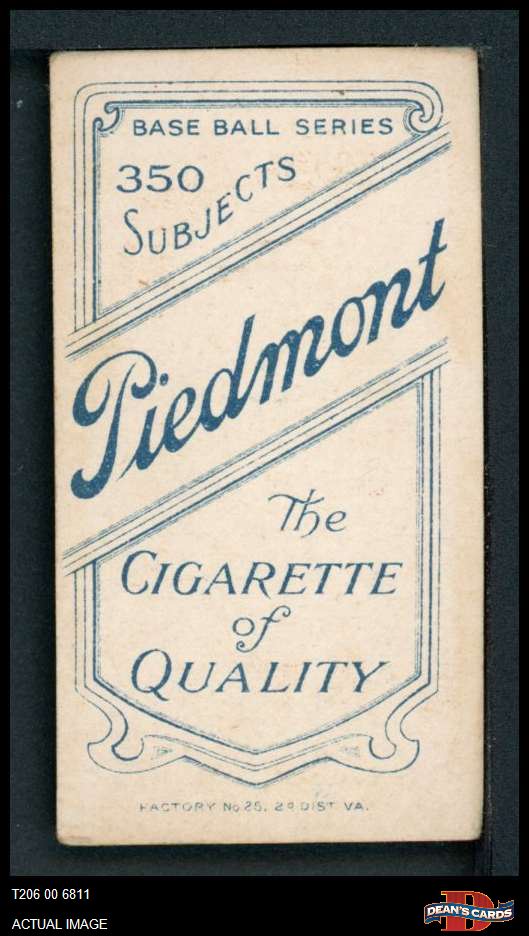 BASE BALL SERIES
350
SUBJECTS
Piedmont
The
CIGARETTE
of
QUALITY
FACTORY No 25. 2D DIST VA.
T206 00 6811
ACTUAL IMAGE
D
DEAN'S CARDS